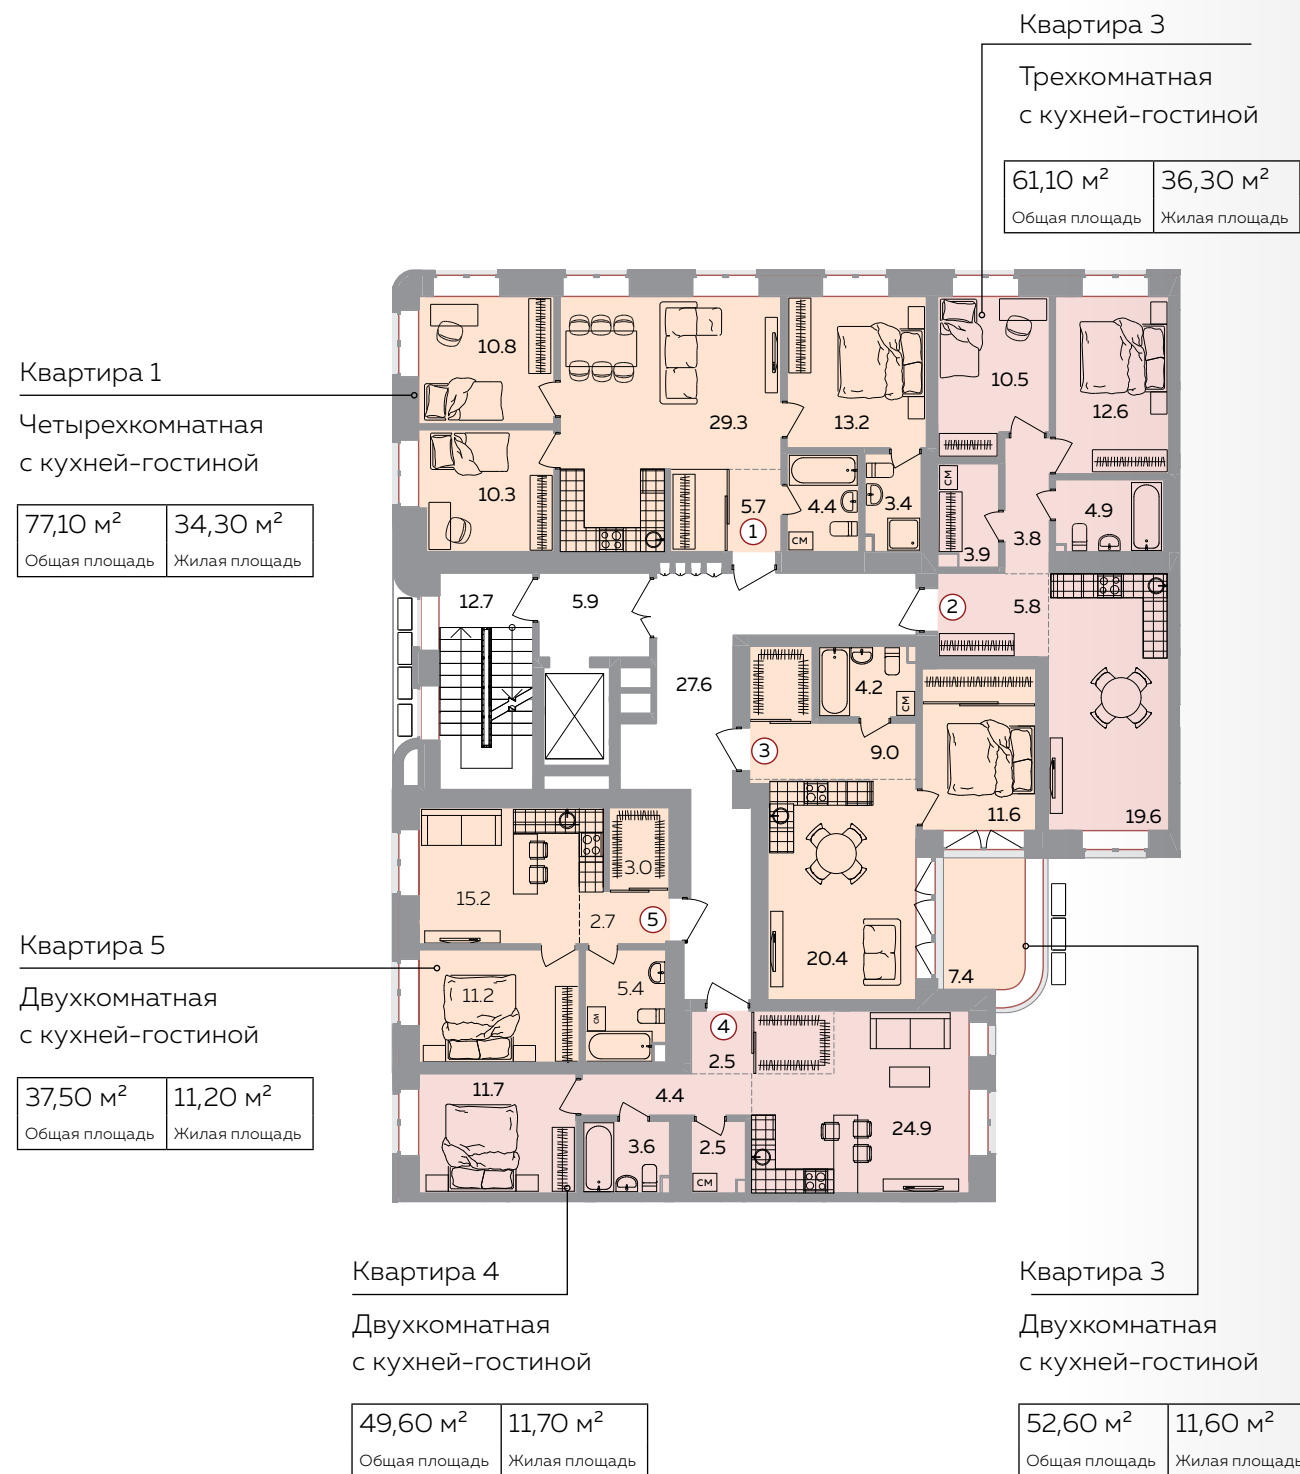 Квартира 3
Трехкомнатная
с кухней-гостиной
61,10 м² 36,30 м²
Общая площадь Жилая площадь
Квартира 1
Четырехкомнатная
с кухней-гостиной
77,10 м² 34,30 м²
Общая площадь Жилая площадь
10.8
29.3
13.2
10.5
12.6
10.3
5.7
1
4.4
СМ
3.4
СМ
3.9
3.8
4.9
12.7
5.9
2
5.8
27.6
4.2
СМ
3
9.0
11.6
19.6
3.0
15.2
2.7
5
20.4
7.4
11.2
5.4
СМ
4
2.5
11.7
4.4
3.6
2.5
СМ
24.9
Квартира 5
Двухкомнатная
с кухней-гостиной
37,50 м² 11,20 м²
Общая площадь Жилая площадь
Квартира 4
Двухкомнатная
с кухней-гостиной
49,60 м² 11,70 м²
Общая площадь Жилая площадь
Квартира 3
Двухкомнатная
с кухней-гостиной
52,60 м² 11,60 м²
Общая площадь Жилая площадь